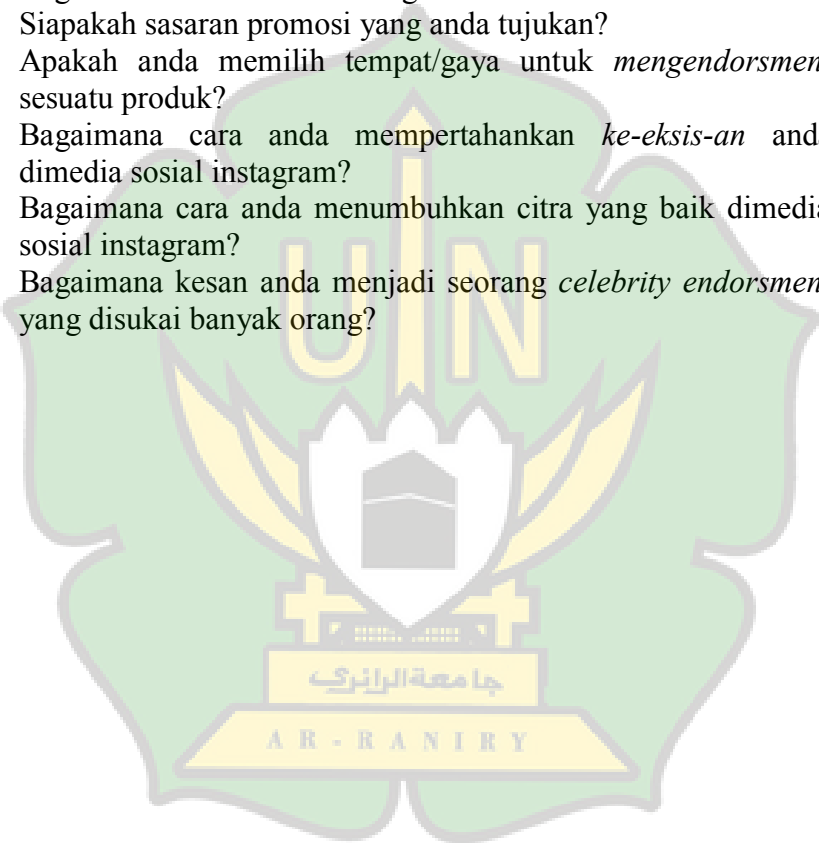 Siapakah sasaran promosi yang anda tujukan?
Apakah anda memilih tempat/gaya untuk mengendorsmen
sesuatu produk?
Bagaimana cara anda mempertahankan ke-eksis-an anda
dimedia sosial instagram?
Bagaimana cara anda menumbuhkan citra yang baik dimedia
sosial instagram?
Bagaimana kesan anda menjadi seorang celebrity endorsmen
yang disukai banyak orang?
UIN
جامعة الرانري
AR-RANIRY